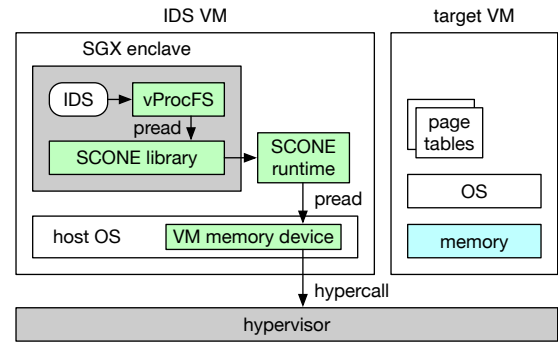 IDS VM
target VM
SGX enclave
IDS
vProcFS
pread
SCONE library
SCONE
runtime
pread
host OS
VM memory device
hypercall
hypervisor
page
tables
OS
memory